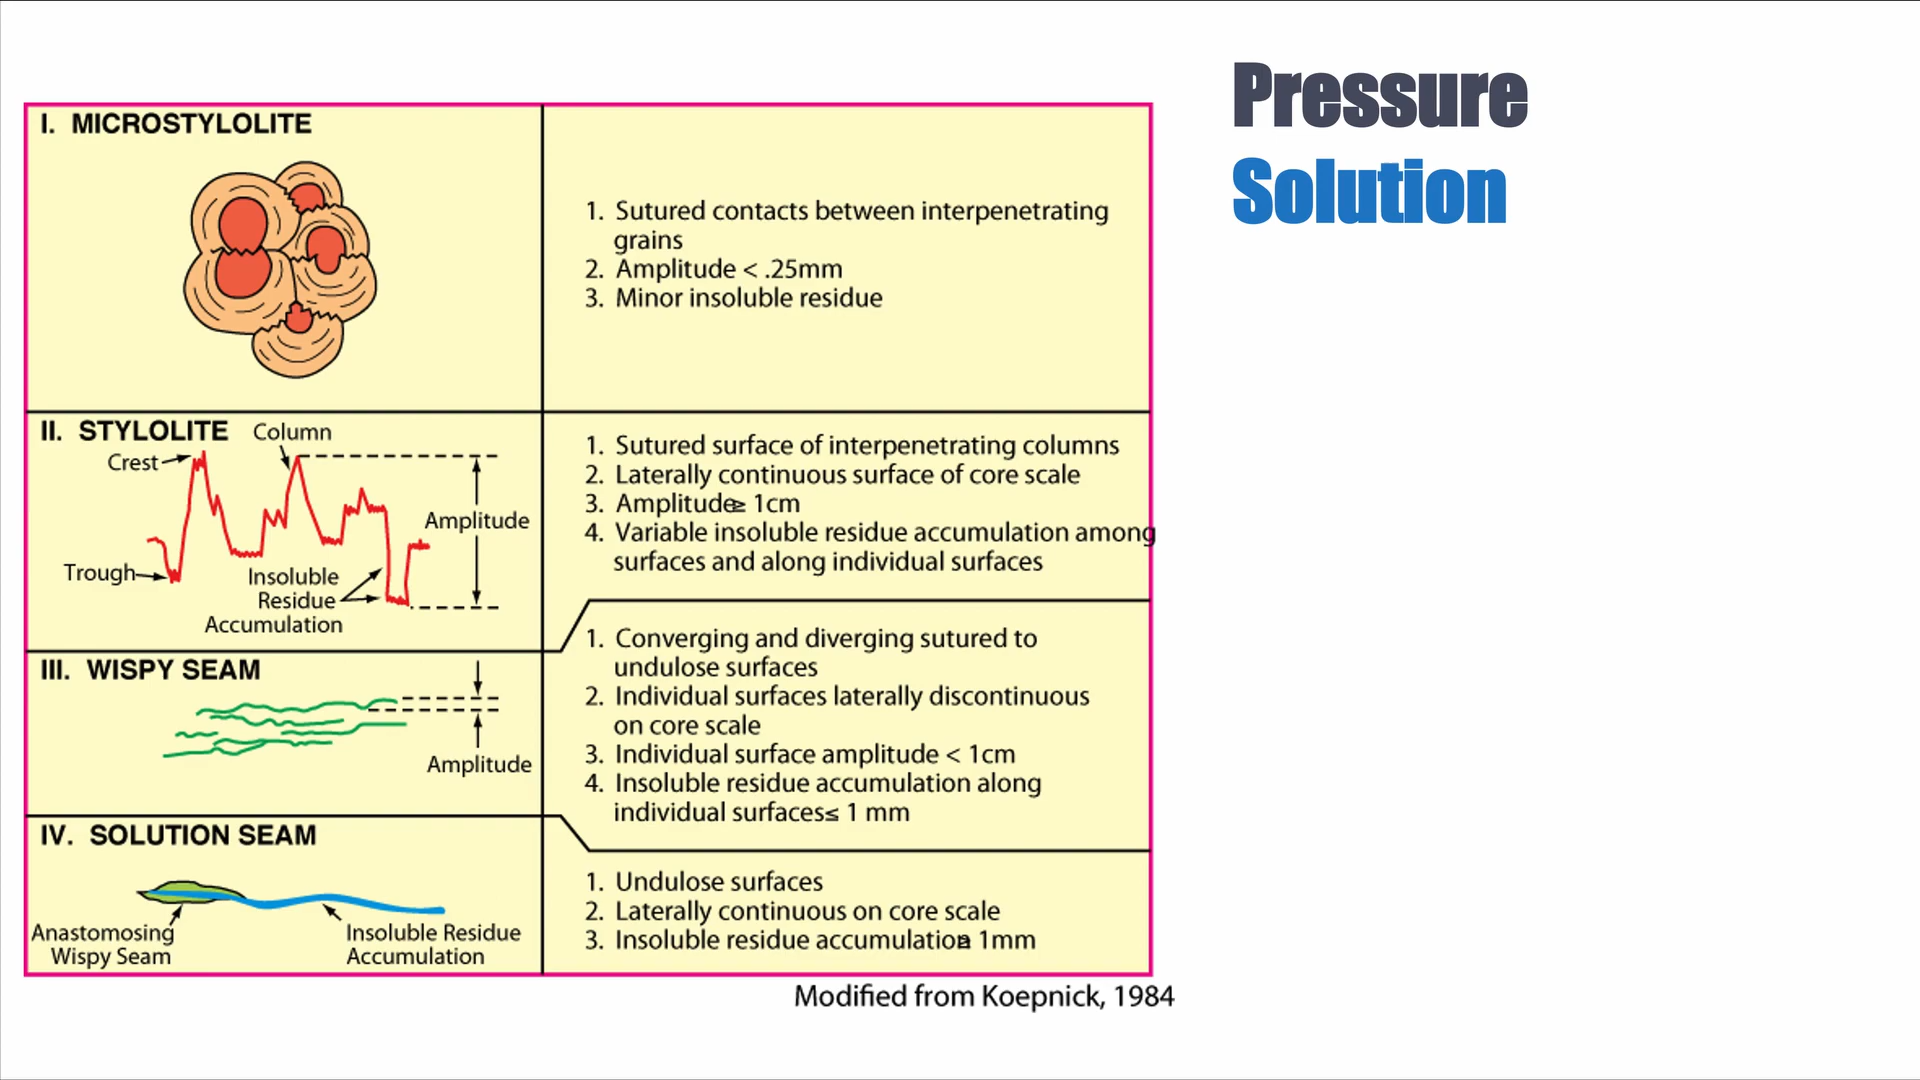 Pressure
Solution
I. MICROSTYLOLITE
1. Sutured contacts between interpenetrating
grains
2. Amplitude < .25mm
3. Minor insoluble residue
II. STYLOLITE
Column
Crest
Amplitude
Trough
Insoluble
Residue
Accumulation
1. Sutured surface of interpenetrating columns
2. Laterally continuous surface of core scale
3. Amplitude≥ 1cm
4. Variable insoluble residue accumulation among
surfaces and along individual surfaces
III. WISPY SEAM
Amplitude
1. Converging and diverging sutured to
undulose surfaces
2. Individual surfaces laterally discontinuous
on core scale
3. Individual surface amplitude < 1cm
4. Insoluble residue accumulation along
individual surfaces≤ 1 mm
IV. SOLUTION SEAM
Anastomosing
Wispy Seam
Insoluble Residue
Accumulation
1. Undulose surfaces
2. Laterally continuous on core scale
3. Insoluble residue accumulation≥ 1mm
Modified from Koepnick, 1984